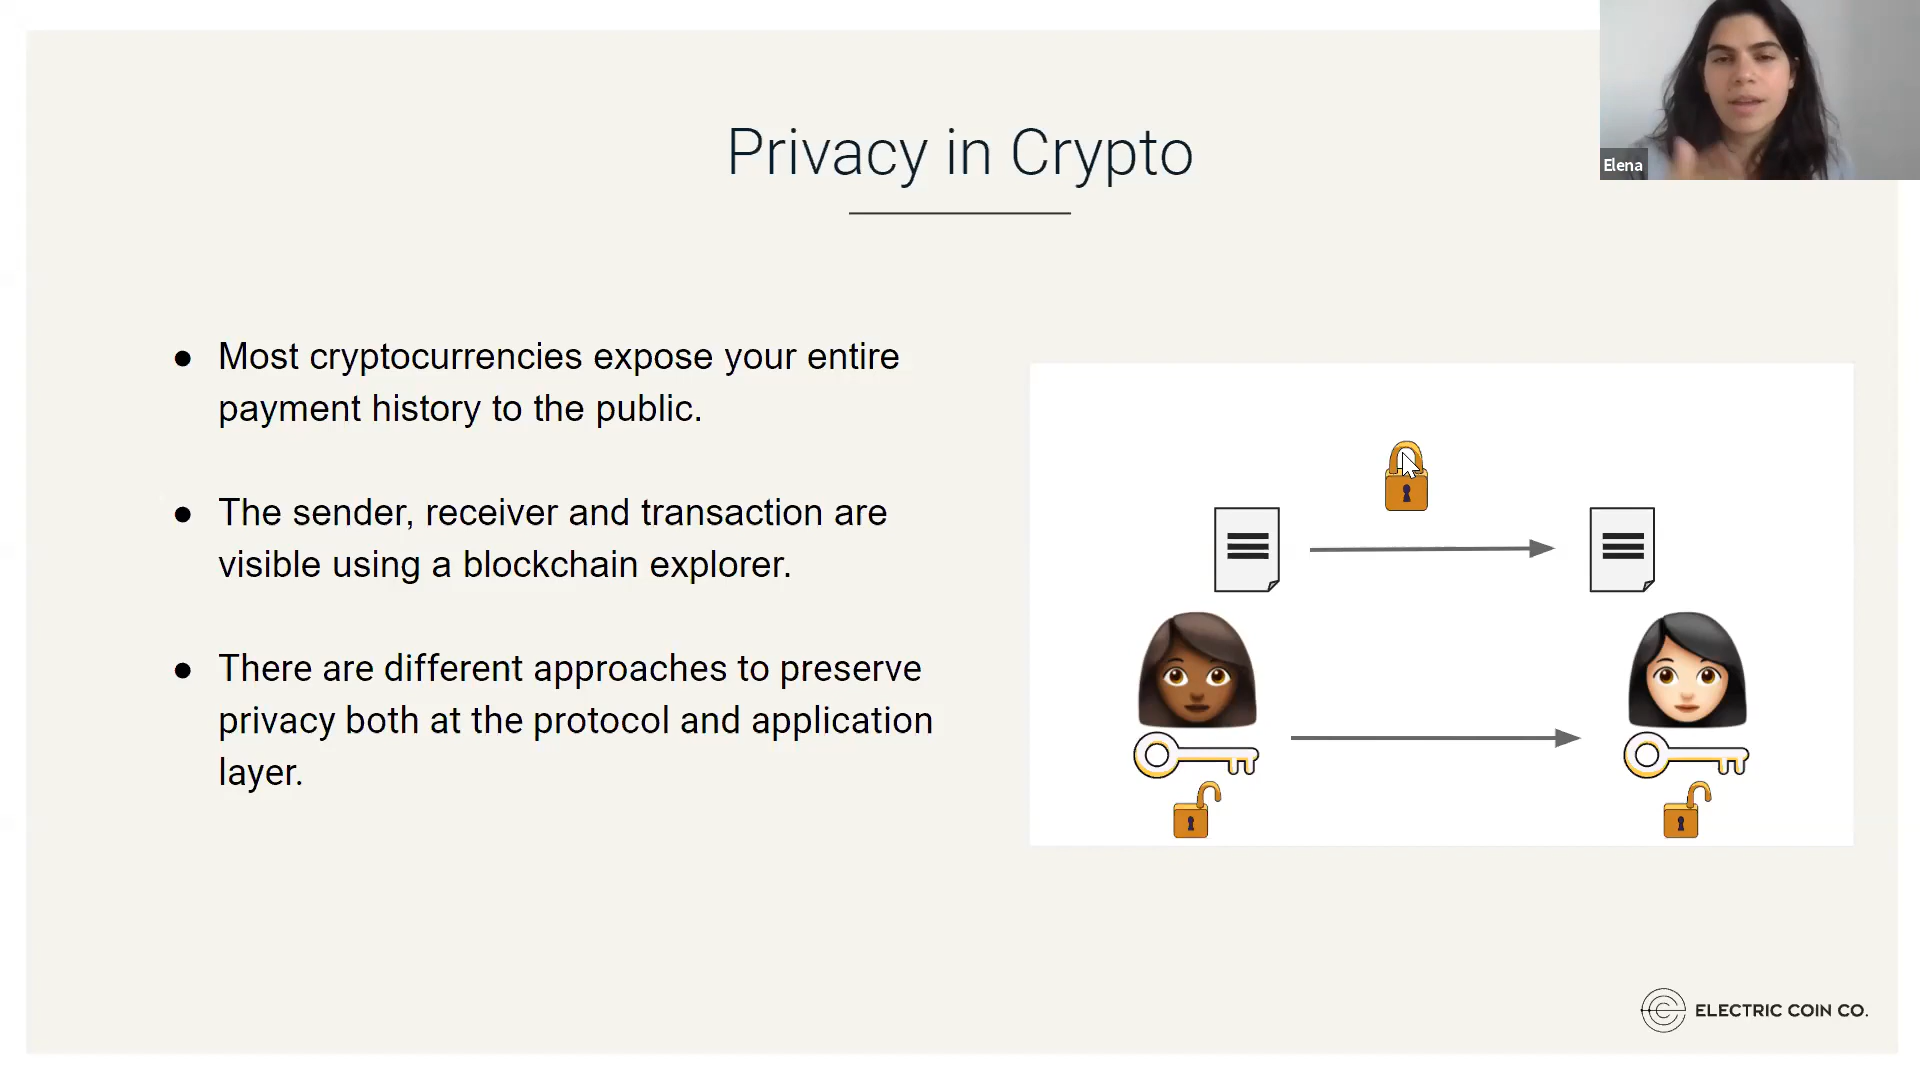 Privacy in Crypto
Elena
● Most cryptocurrencies expose your entire
payment history to the public.
● The sender, receiver and transaction are
visible using a blockchain explorer.
● There are different approaches to preserve
privacy both at the protocol and application
layer.
ELECTRIC COIN CO.